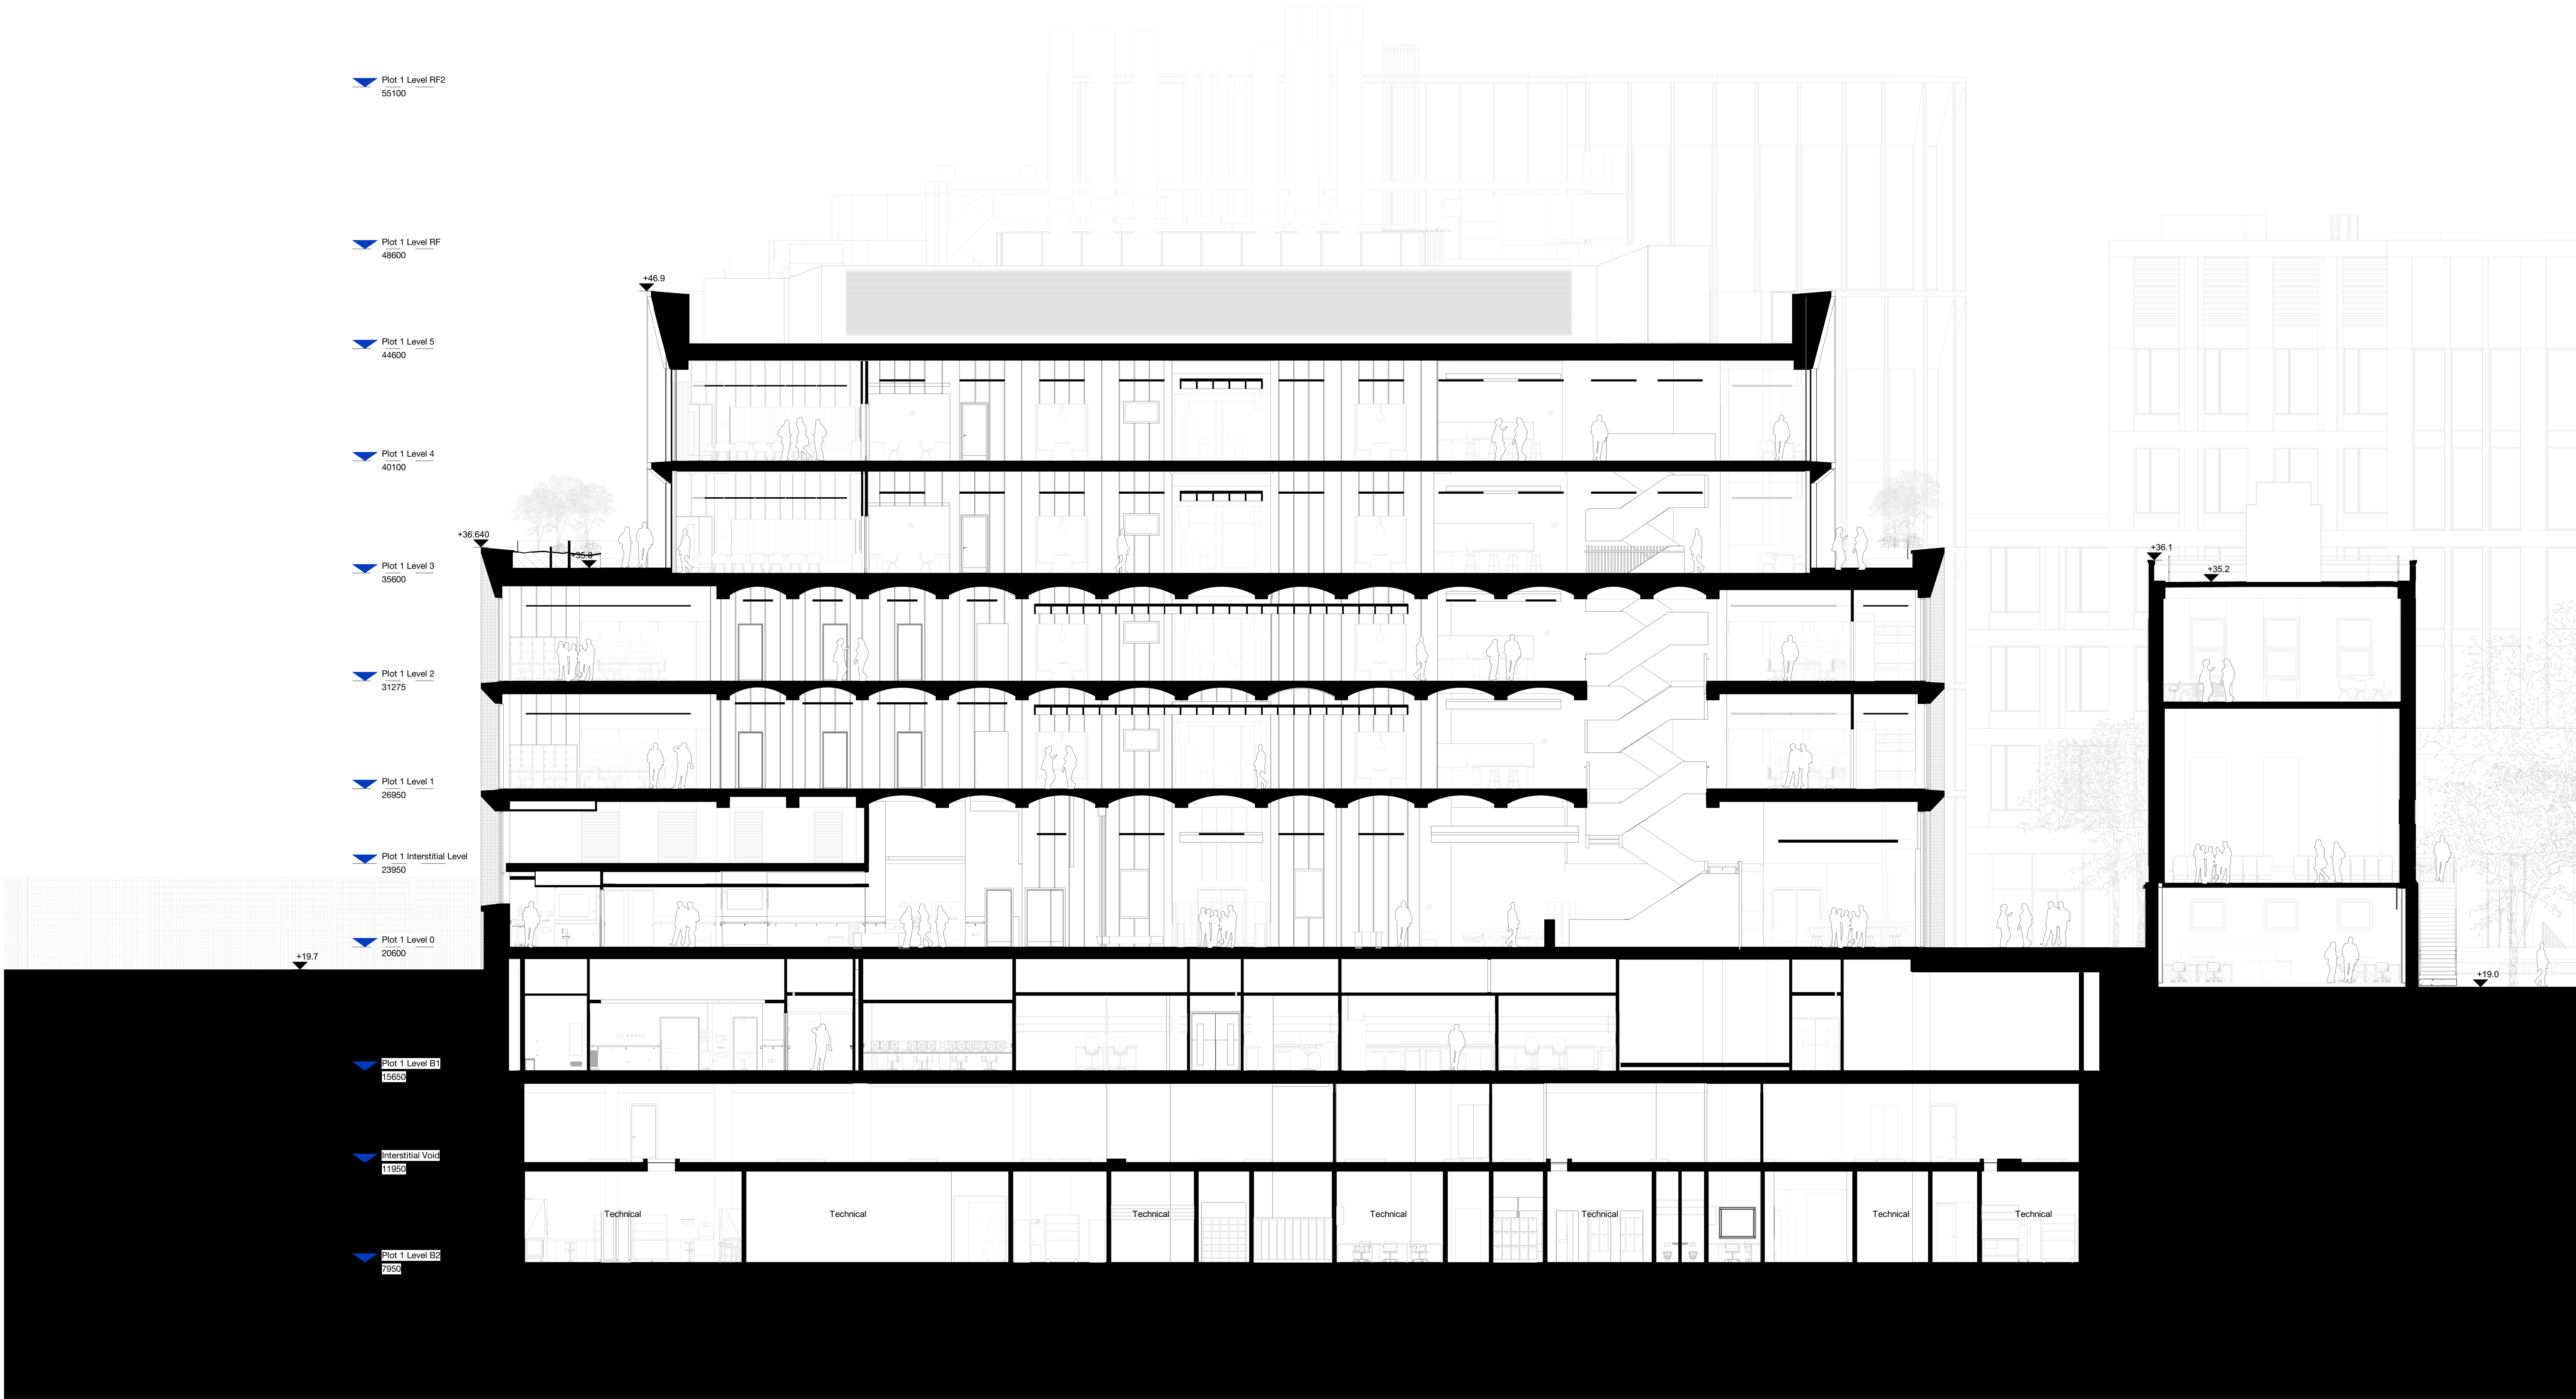 Plot 1 Level RF2
55100
Plot 1 Level RF
48600
+46.9
Plot 1 Level 5
44600
Plot 1 Level 4
40100
+36.640
+35.8
+36.1
+35.2
Plot 1 Level 3
35600
Plot 1 Level 2
31275
Plot 1 Level 1
26950
Plot 1 Interstitial Level
23950
Plot 1 Level 0
20600
+19.7
+19.0
Plot 1 Level B1
15650
Interstitial Void
11950
Technical
Technical
Technical
Technical
Technical
Technical
Technical
Plot 1 Level B2
7950